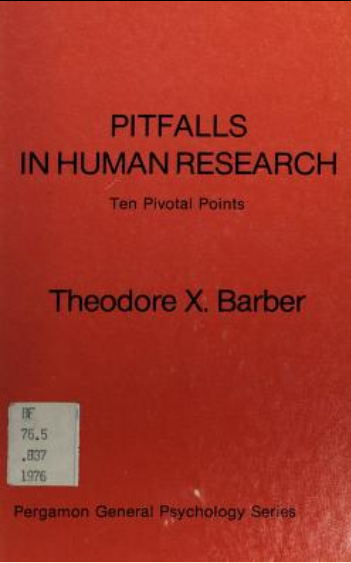 PITFALLS
IN HUMAN RESEARCH
Ten Pivotal Points
Theodore X. Barber
BF
76.5
.B37
1976
Pergamon General Psychology Series